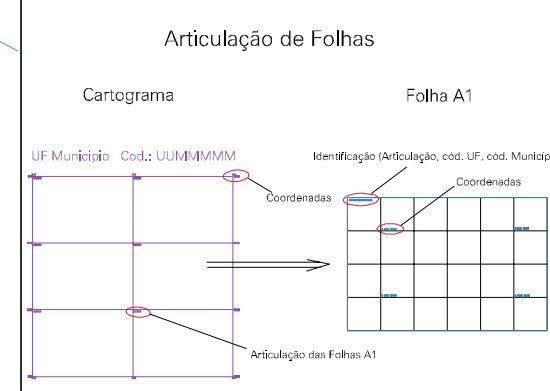 Articulação de Folhas
Cartograma
Folha A1
UF Municipio Cod.: UUMMMMM
Identificação (Articulação, cód. UF, cód. Municíp
Coordenadas
Coordenadas
Articulação das Folhas A1